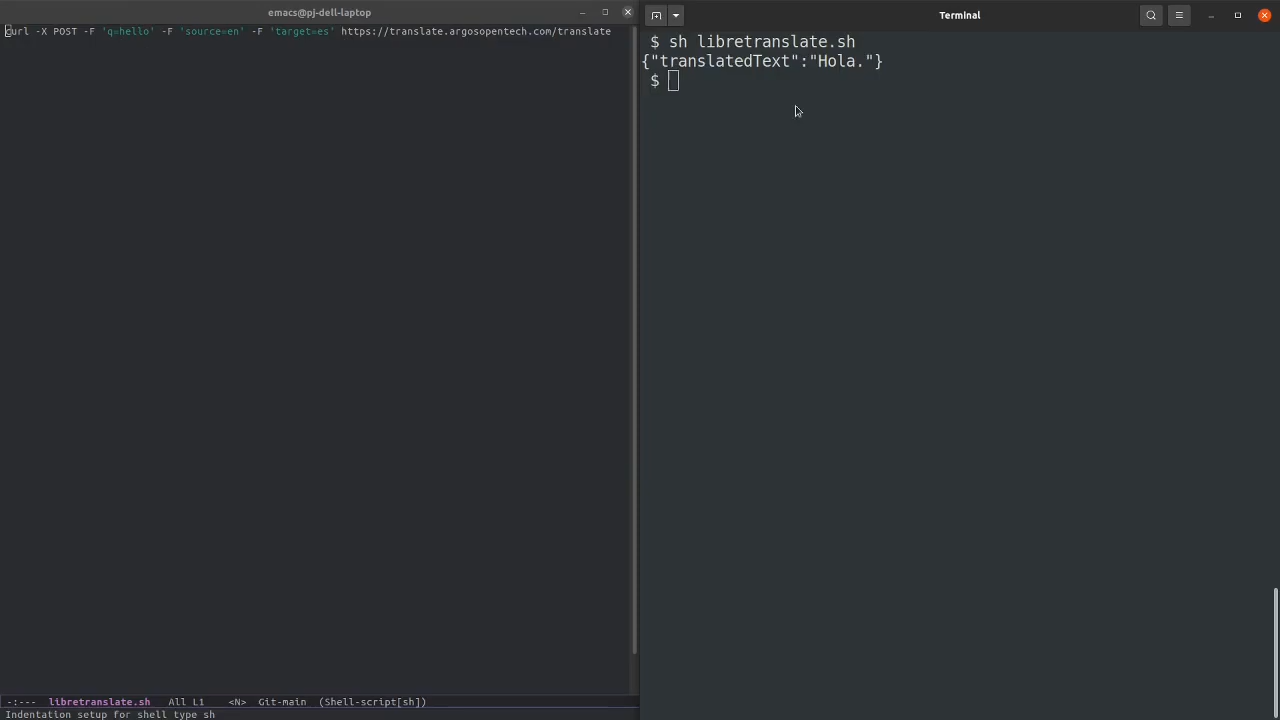 emacs@pj-dell-laptop
curl -X POST -F 'q=hello' -F 'source=en' -F 'target=es' https://translate.argosopentech.com/translate
-:--- libretranslate.sh All L1 <N> Git-main (Shell-script[sh])
Indentation setup for shell type sh
Terminal
$ sh libretranslate.sh
{"translatedText":"Hola."}
$